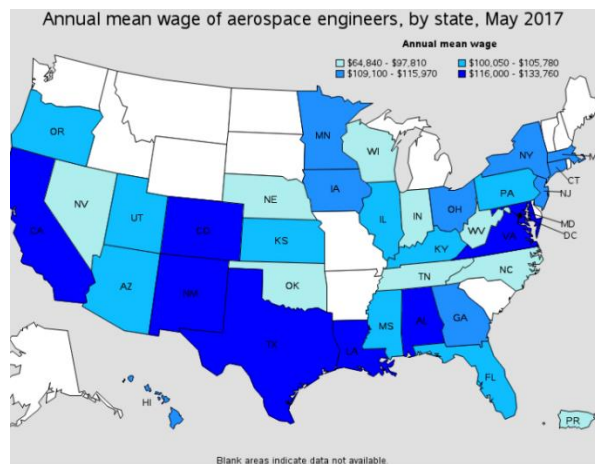 Annual mean wage of aerospace engineers, by state, May 2017
Annual mean wage
$64,840 - $97,810 $100,050 - $105,780
$109,100 - $115,970 $116,000 - $133,760
OR
MN
WI
NY
M
CT
NJ
PA
IA
NE
NV
UT
CO
KS
IL
IN
OH
WV
VA
MD
DC
KY
CA
AZ
NM
OK
TN
NC
TX
LA
MS
AL
GA
FL
HI
PR
Blank areas indicate data not available.